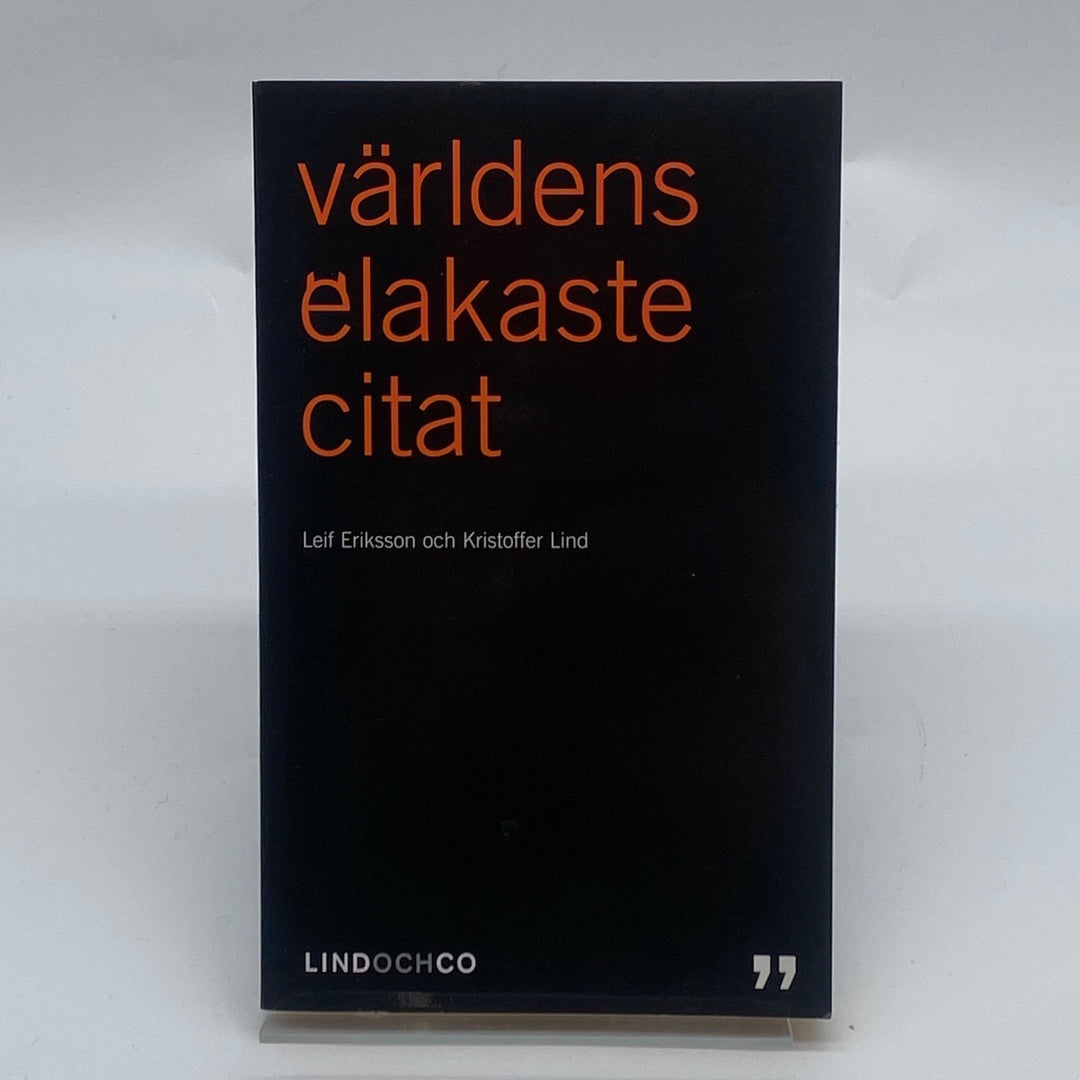 världens
elakaste
citat
Leif Eriksson och Kristoffer Lind
LINDOCHCO
”